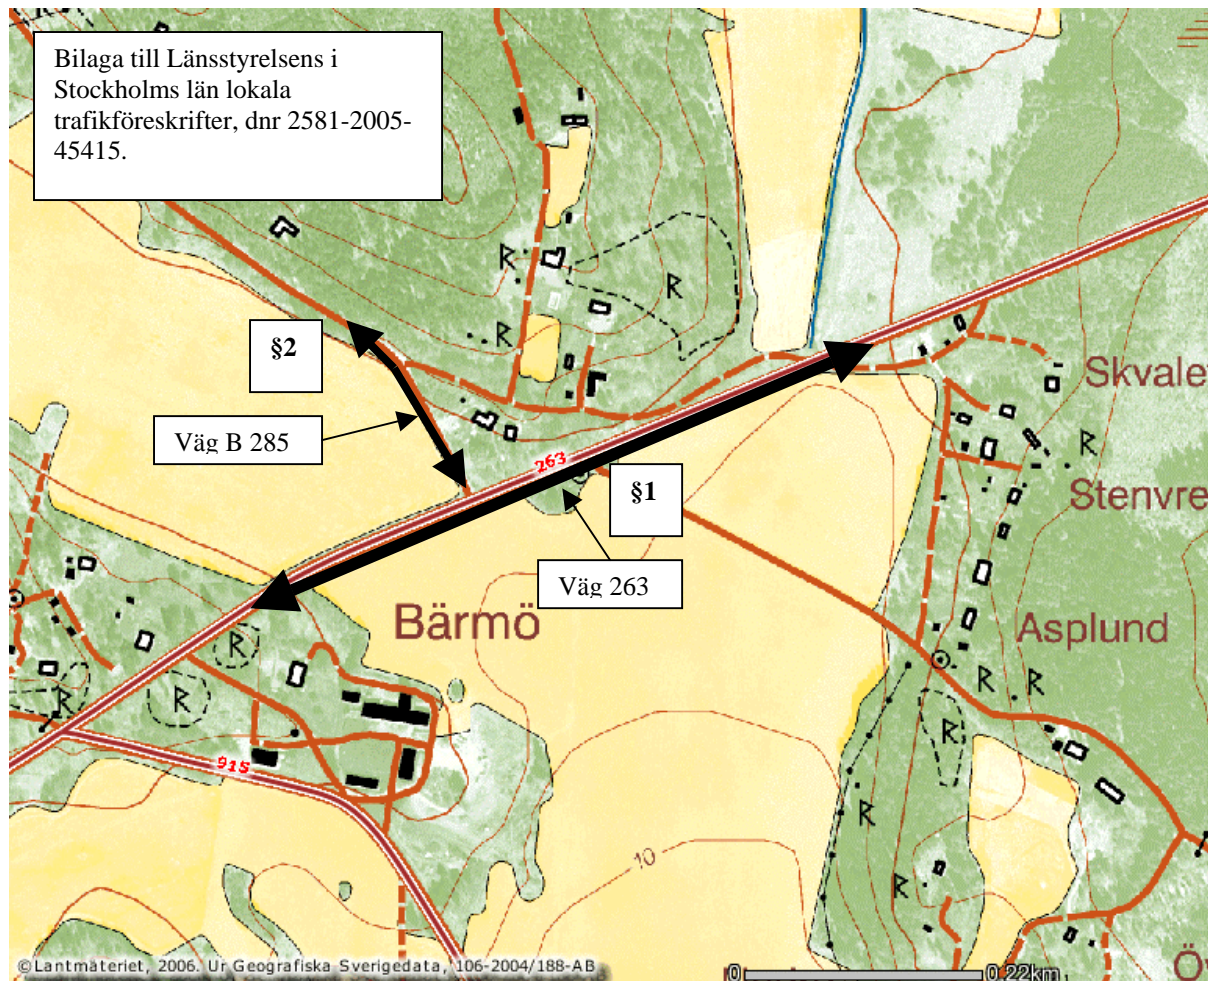 Bilaga till Länsstyrelsens i
Stockholms län lokala
trafikföreskrifter, dnr 2581-2005-
45415.
§2
Väg B 285
263
§1
Väg 263
Skvale
Stenvre
Bärmö
Asplund
R
R
R
R
R
R
R
R
R
R
R
R
915
10
Öv
©Lantmäteriet, 2006. Ur Geografiska Sverigedata, 106-2004/188-AB
0
0.22km